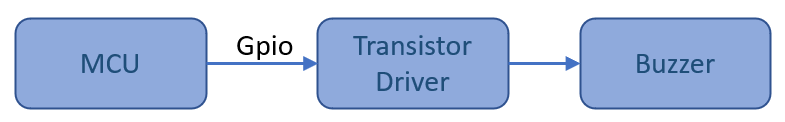 MCU
Gpio
Transistor
Driver
Buzzer